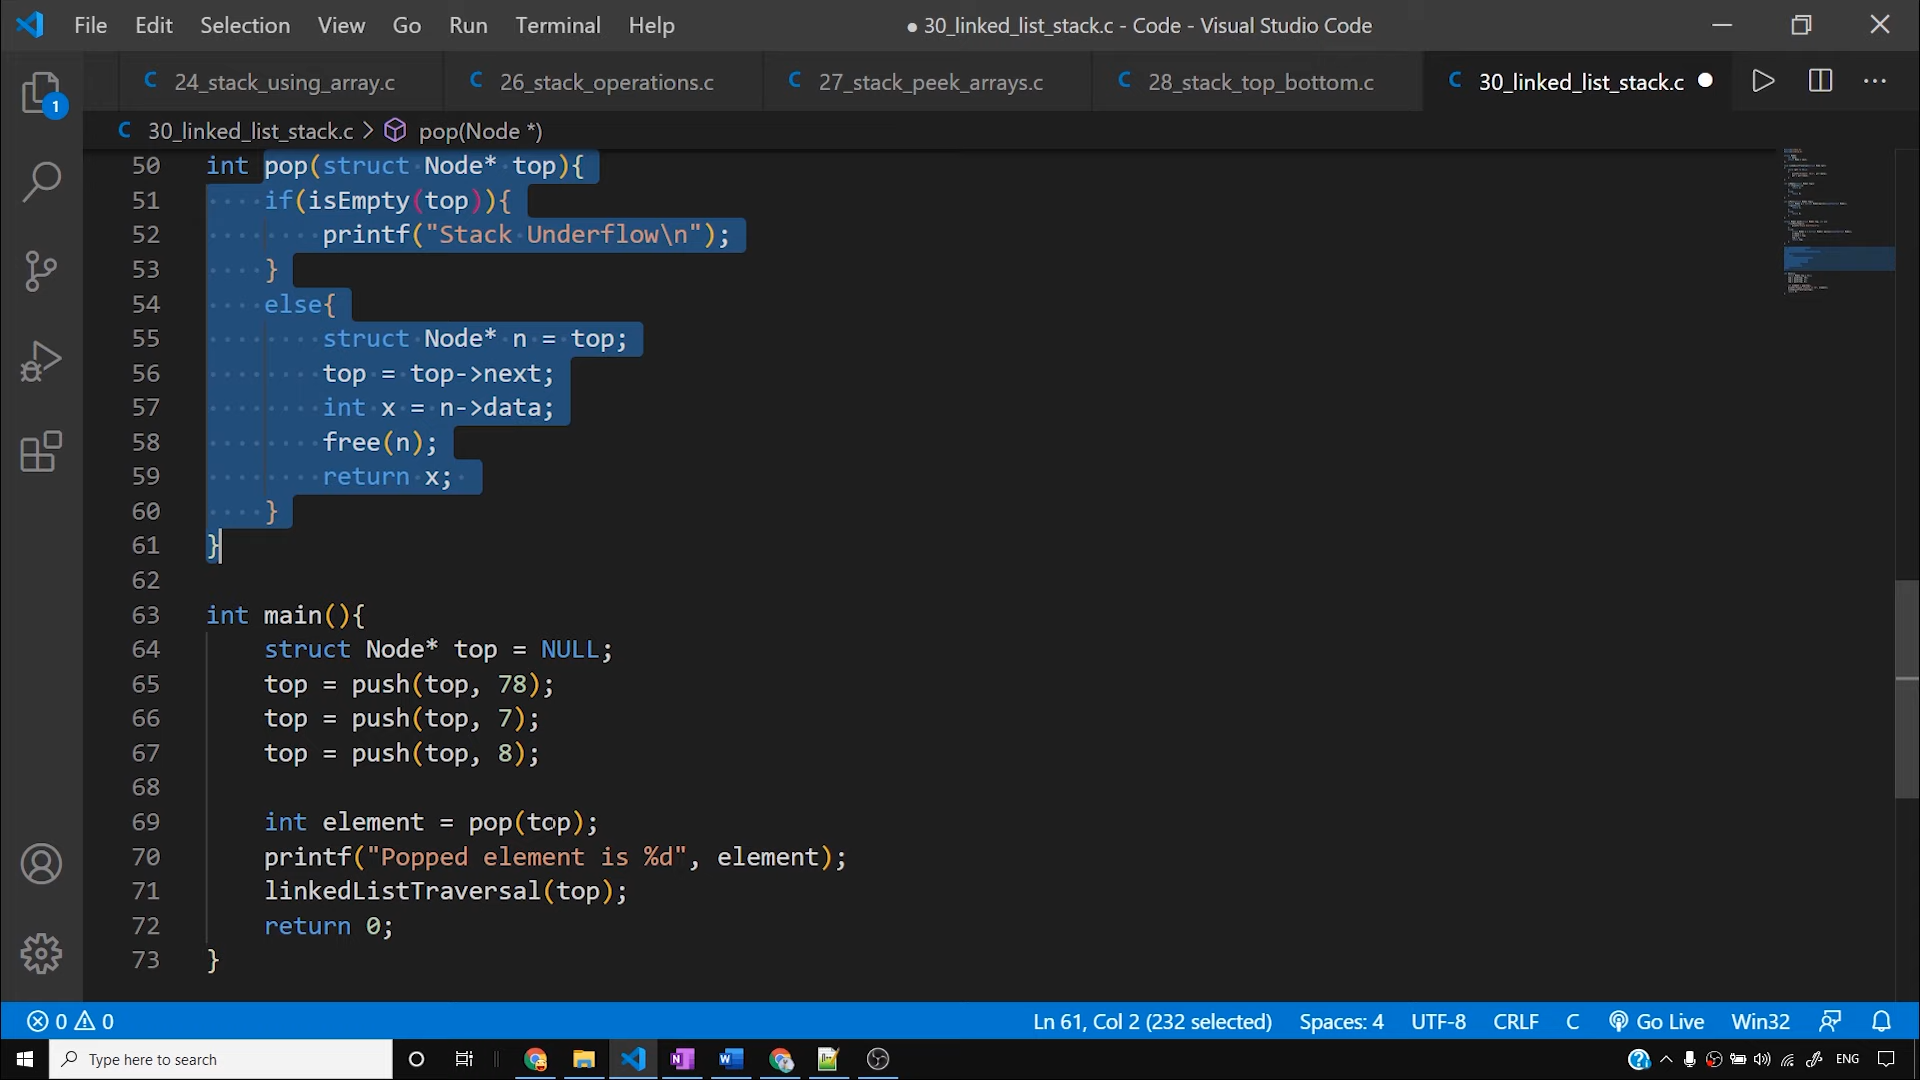 File Edit Selection View Go Run Terminal Help ● 30_linked_list_stack.c - Code - Visual Studio Code
C 24_stack_using_array.c C 26_stack_operations.c C 27_stack_peek_arrays.c C 28_stack_top_bottom.c C 30_linked_list_stack.c ●
1
C 30_linked_list_stack.c > pop(Node *)
50 int pop(struct Node* top){
51 if(isEmpty(top)){
52 printf("Stack Underflow\n");
53 }
54 else{
55 struct Node* n = top;
56 top = top->next;
57 int x = n->data;
58 free(n);
59 return x;
60 }
61 }
62
63 int main(){
64 struct Node* top = NULL;
65 top = push(top, 78);
66 top = push(top, 7);
67 top = push(top, 8);
68
69 int element = pop(top);
70 printf("Popped element is %d", element);
71 linkedListTraversal(top);
72 return 0;
73 }
0 0 Ln 61, Col 2 (232 selected) Spaces: 4 UTF-8 CRLF C Go Live Win32
Type here to search ENG